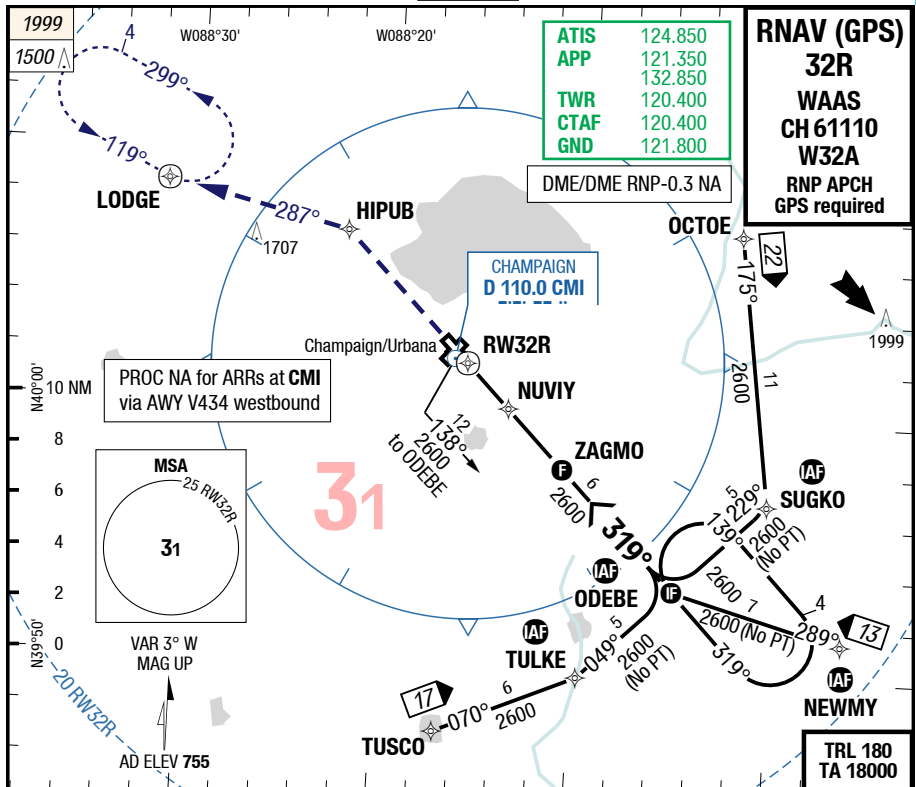 1999
1500
4
299°
119°
LODGE
W088°30'
W088°20'
ATIS 124.850
APP 121.350
132.850
TWR 120.400
CTAF 120.400
GND 121.800
DME/DME RNP-0.3 NA
RNAV (GPS)
32R
WAAS
CH 61110
W32A
RNP APCH
GPS required
287°
HIPUB
1707
OCTOE
22
175°
11
2600
1999
CHAMPAIGN
D 110.0 CMI
Champaign/Urbana
RW32R
NUVIY
N40°00'
10 NM
8
6
4
2
0
N39°50'
PROC NA for ARRs at CMI
via AWY V434 westbound
12
138°
2600
to ODEBE
ZAGMO
F
6
2600
319°
31
MSA
25 RW32R
31
IAF
SUGKO
5
229°
2600
(No PT)
139°
2600
4
IAF
ODEBE
IF
7
2600 (No PT)
289°
13
319°
IAF
NEWMY
IAF
TULKE
049°
5
2600
(No PT)
17
070°
6
2600
TUSCO
VAR 3° W
MAG UP
AD ELEV 755
20 RW32R
TRL 180
TA 18000